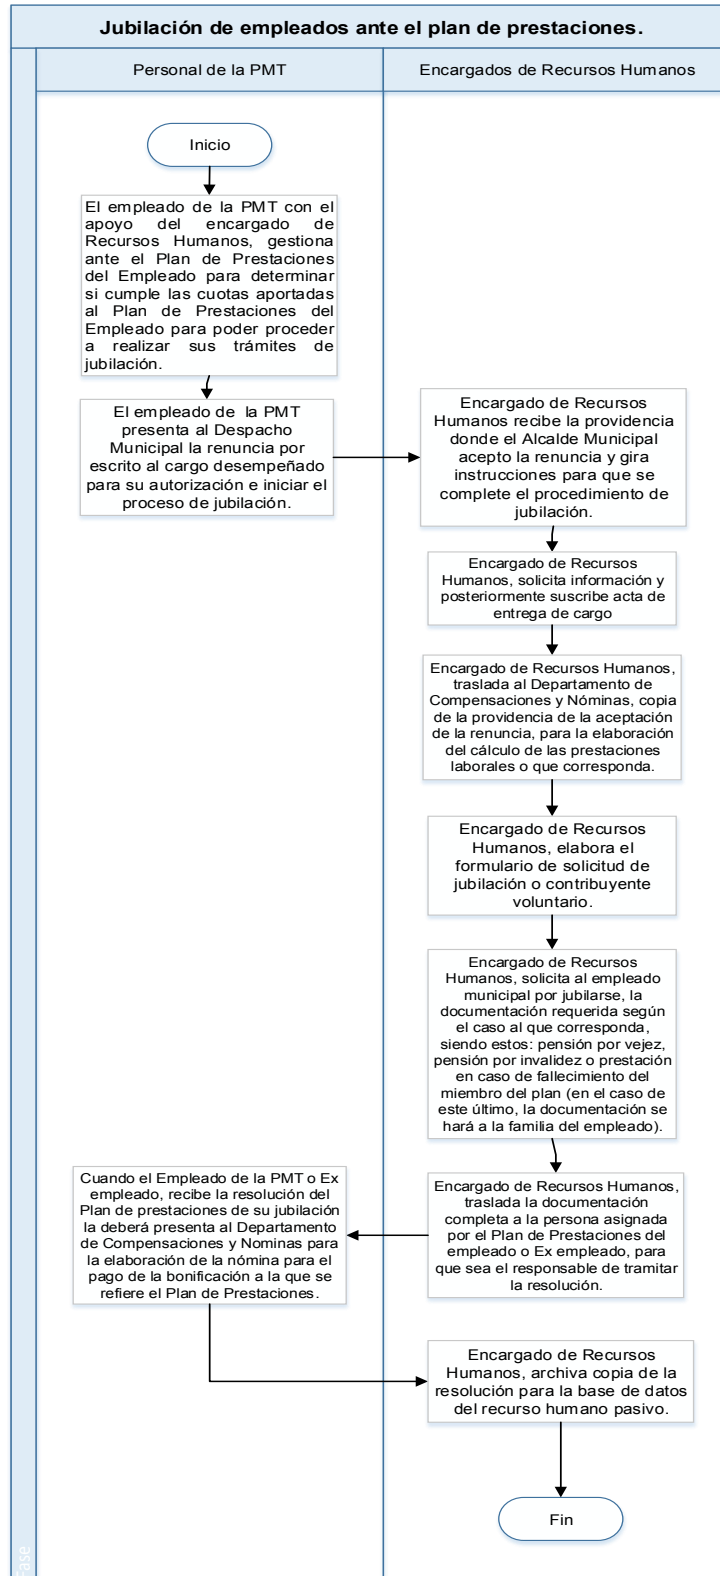 Jubilación de empleados ante el plan de prestaciones.
Personal de la PMT
Encargados de Recursos Humanos
Inicio
El empleado de la PMT con el
apoyo del encargado de
Recursos Humanos, gestiona
ante el Plan de Prestaciones
del Empleado para determinar
si cumple las cuotas aportadas
al Plan de Prestaciones del
Empleado para poder proceder
a realizar sus trámites de
jubilación.
El empleado de la PMT
presenta al Despacho
Municipal la renuncia por
escrito al cargo desempeñado
para su autorización e iniciar el
proceso de jubilación.
Encargado de Recursos
Humanos recibe la providencia
donde el Alcalde Municipal
acepto la renuncia y gira
instrucciones para que se
complete el procedimiento de
jubilación.
Encargado de Recursos
Humanos, solicita información y
posteriormente suscribe acta de
entrega de cargo
Encargado de Recursos Humanos,
traslada al Departamento de
Compensaciones y Nóminas, copia
de la providencia de la aceptación
de la renuncia, para la elaboración
del cálculo de las prestaciones
laborales o que corresponda.
Encargado de Recursos
Humanos, elabora el
formulario de solicitud de
jubilación o contribuyente
voluntario.
Encargado de Recursos
Humanos, solicita al empleado
municipal por jubilarse, la
documentación requerida según
el caso al que corresponda,
siendo estos: pensión por vejez,
pensión por invalidez o prestación
en caso de fallecimiento del
miembro del plan (en el caso de
este último, la documentación se
hará a la familia del empleado).
Encargado de Recursos Humanos,
traslada la documentación
completa a la persona asignada
por el Plan de Prestaciones del
empleado o Ex empleado, para
que sea el responsable de tramitar
la resolución.
Cuando el Empleado de la PMT o Ex
empleado, recibe la resolución del
Plan de prestaciones de su jubilación
la deberá presenta al Departamento
de Compensaciones y Nominas para
la elaboración de la nómina para el
pago de la bonificación a la que se
refiere el Plan de Prestaciones.
Encargado de Recursos
Humanos, archiva copia de la
resolución para la base de datos
del recurso humano pasivo.
Fin
Fase